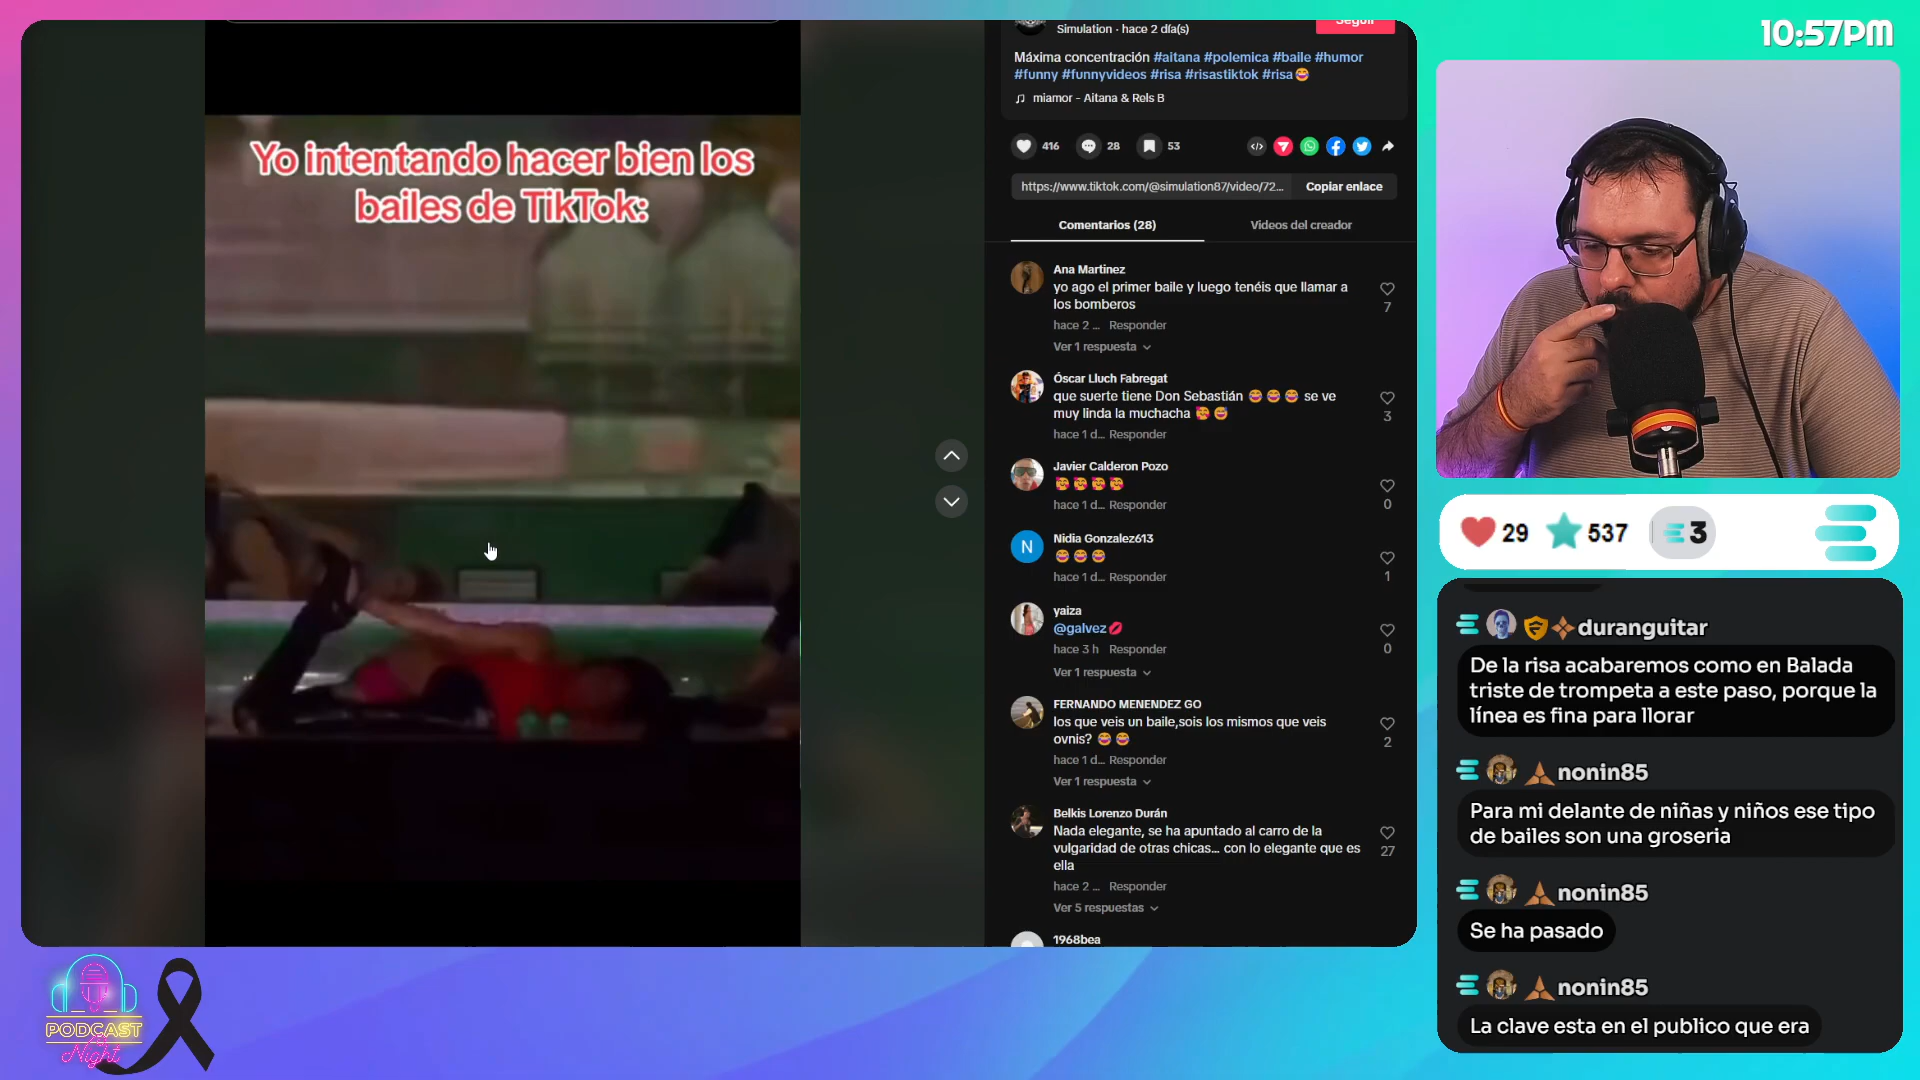 10:57PM
Yo intentando hacer bien los
bailes de TikTok:
Simulation · hace 2 día(s)
Seguir
Máxima concentración #aitana #polemica #baile #humor
#funny #funnyvideos #risa #risastiktok #risa😂
miamor - Aitana & Rels B
416
28
53
https://www.tiktok.com/@simulation87/video/72...
Copiar enlace
Comentarios (28)
Videos del creador
Ana Martinez
yo ago el primer baile y luego tenéis que llamar a
los bomberos
7
hace 2 ... Responder
Ver 1 respuesta
Óscar Lluch Fabregat
que suerte tiene Don Sebastián 😂 😂 😂 se ve
muy linda la muchacha 🥰 😅
3
hace 1 d... Responder
Javier Calderon Pozo
🥰 🥰 🥰 🥰
0
hace 1 d... Responder
N
Nidia Gonzalez613
😂 😂 😂
1
hace 1 d... Responder
yaiza
@galvez💋
0
hace 3 h Responder
Ver 1 respuesta
FERNANDO MENENDEZ GO
los que veis un baile,sois los mismos que veis
ovnis? 😂 😂
2
hace 1 d... Responder
Ver 1 respuesta
Belkis Lorenzo Durán
Nada elegante, se ha apuntado al carro de la
vulgaridad de otras chicas... con lo elegante que es
ella
27
hace 2 ... Responder
Ver 5 respuestas
1968bea
29
537
3
duranguitar
De la risa acabaremos como en Balada
triste de trompeta a este paso, porque la
línea es fina para llorar
nonin85
Para mi delante de niñas y niños ese tipo
de bailes son una groseria
nonin85
Se ha pasado
nonin85
La clave esta en el publico que era
PODCAST
Night